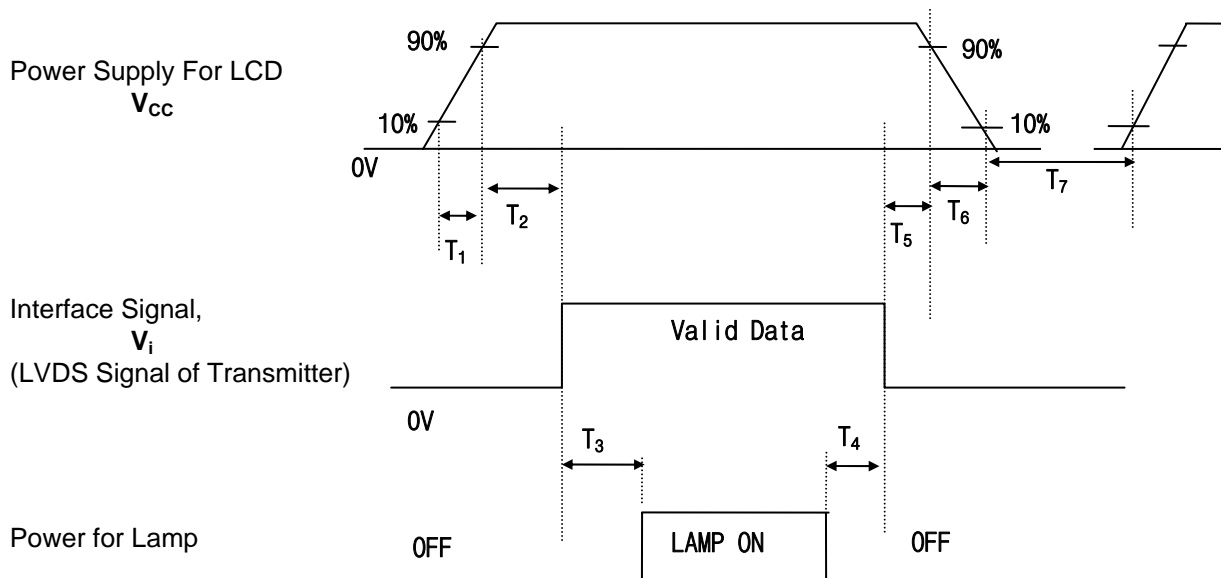 90%
90%
Power Supply For LCD
VCC
10%
10%
0V
T7
T2
T6
T1
T5
Interface Signal,
Vi
(LVDS Signal of Transmitter)
Valid Data
0V
T3
T4
Power for Lamp
OFF
LAMP ON
OFF